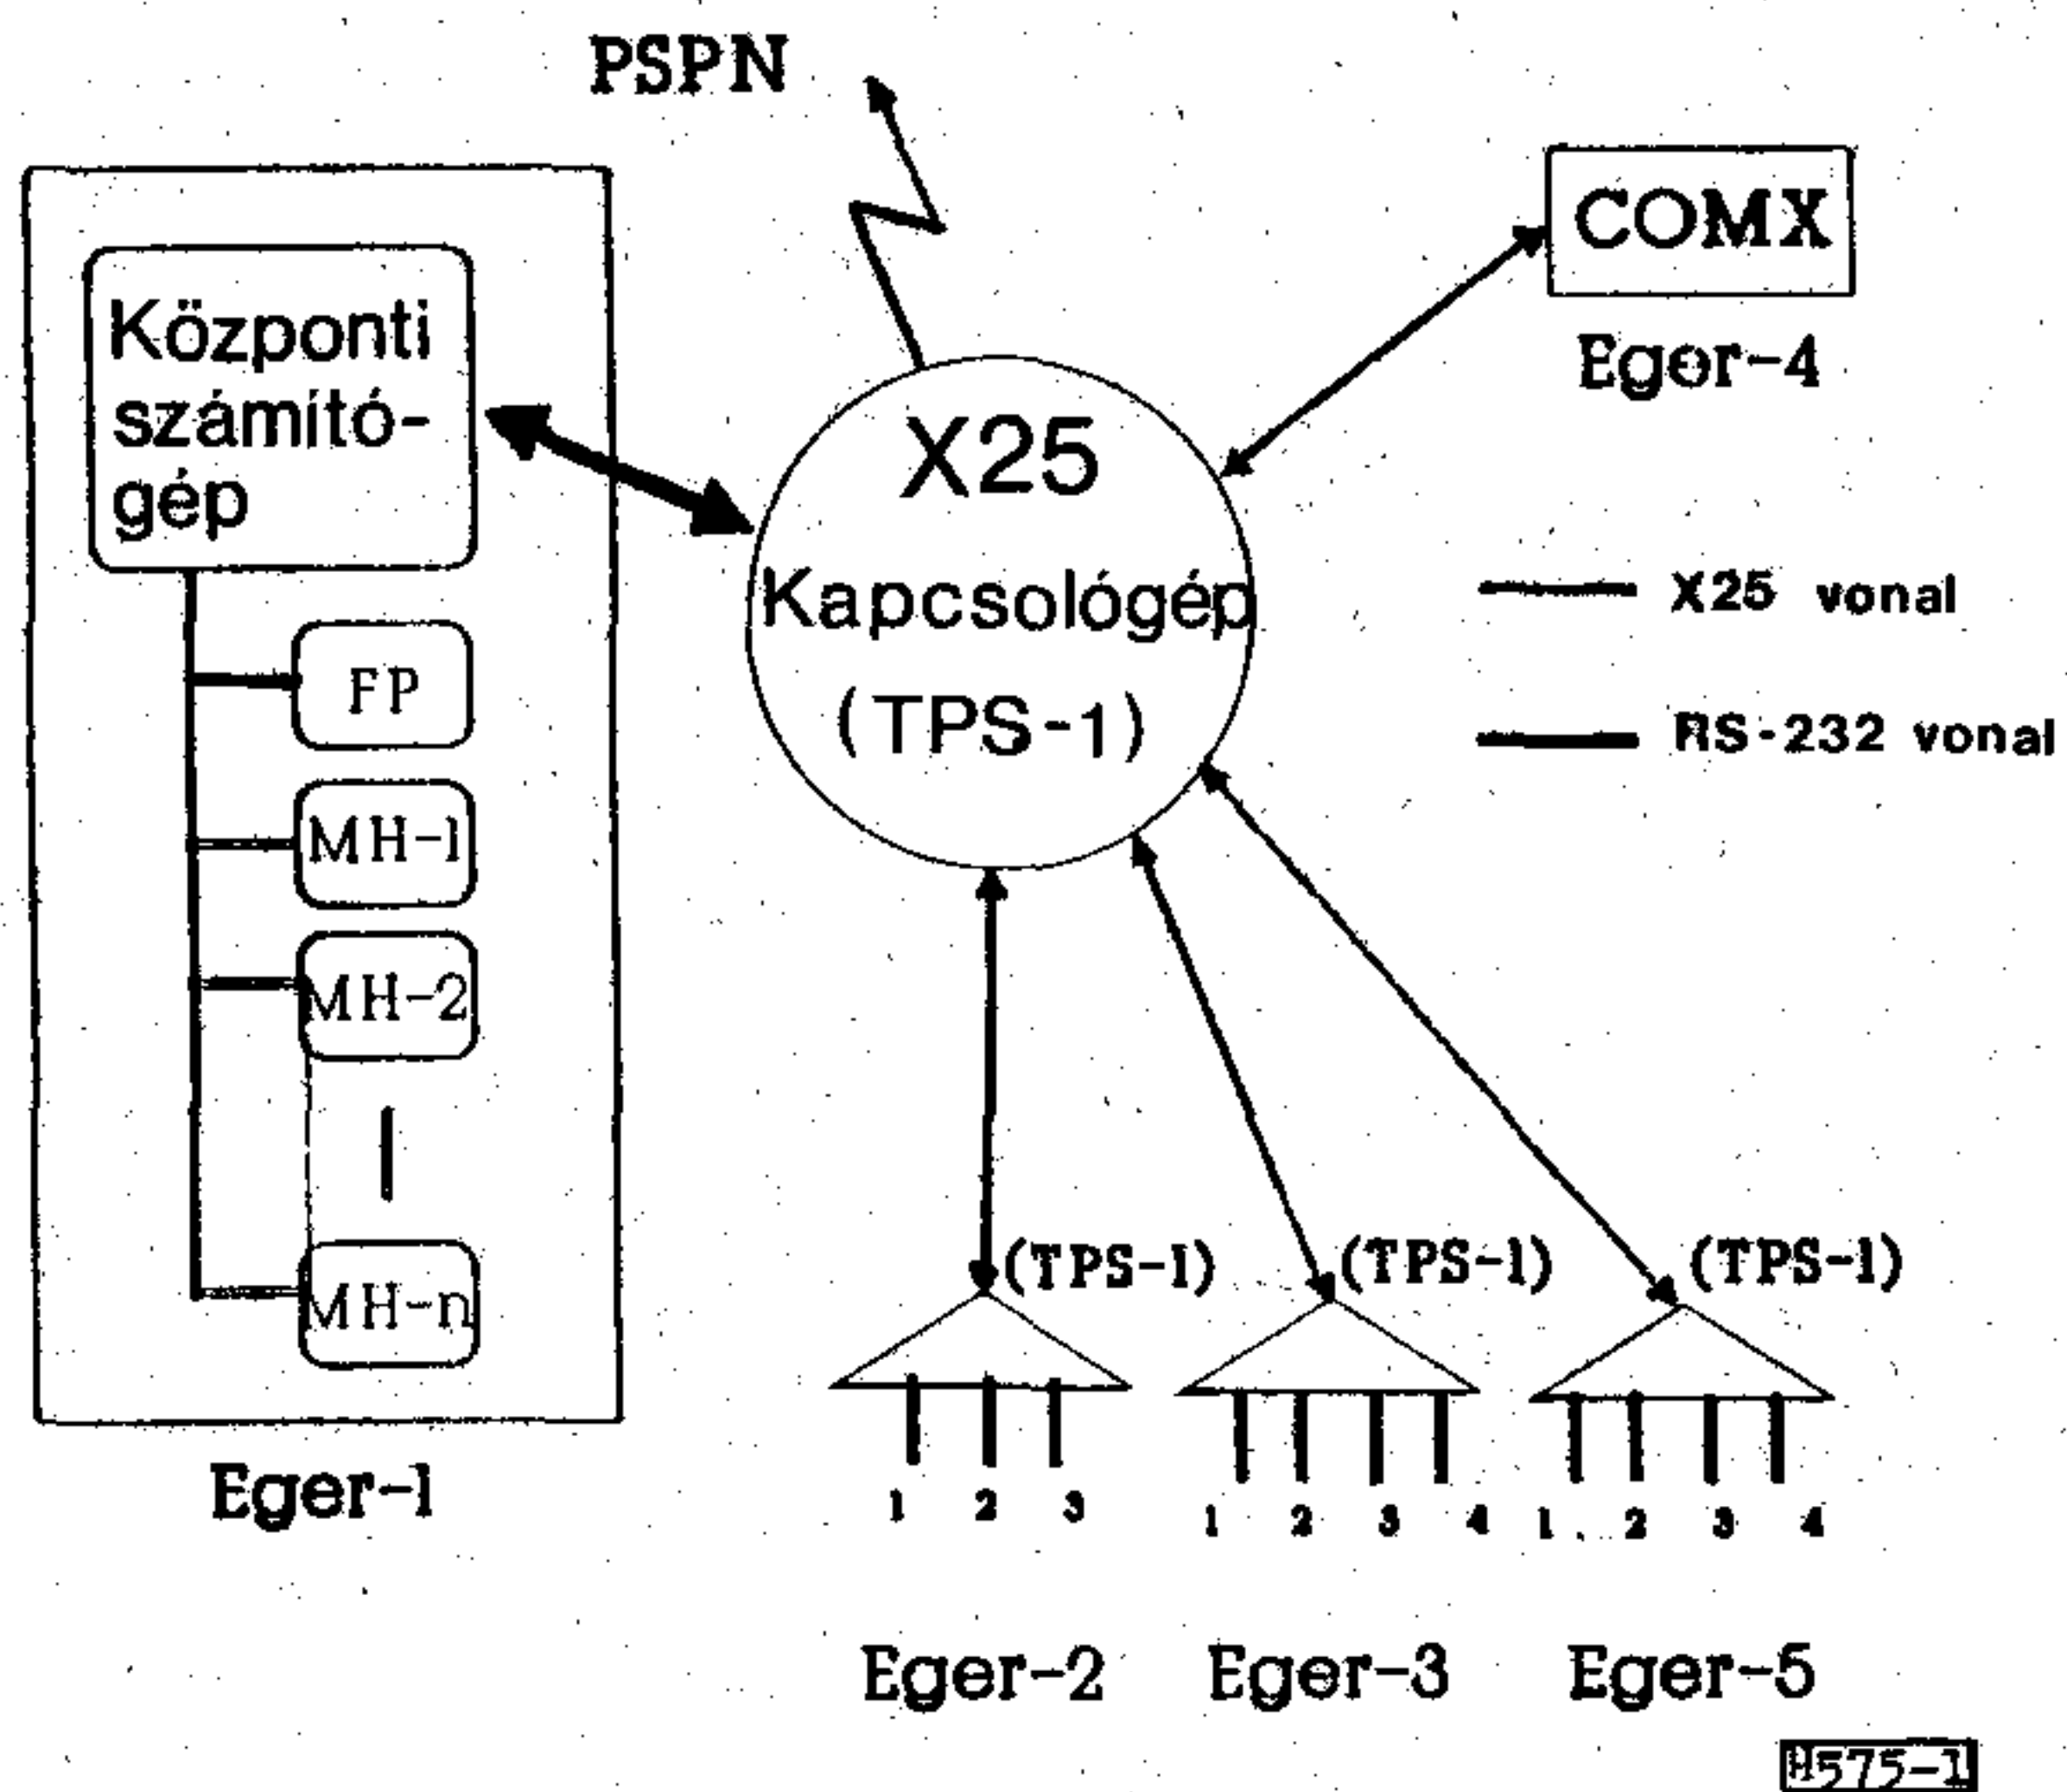 PSPN
COMX
Eger-4
Központi
számító-
gép
FP
MH-1
MH-2
MH-n
Eger-1
X25
Kapcsológép
(TPS-1)
X25 vonal
RS-232 vonal
(TPS-1)
(TPS-1)
(TPS-1)
1 2 3
1 2 3 4
1 2 3 4
Eger-2
Eger-3
Eger-5
H575-1